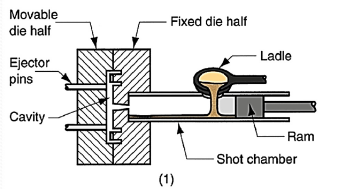 Movable
die half
Fixed die half
Ladle
Ejector
pins
Cavity
Ram
Shot chamber
(1)